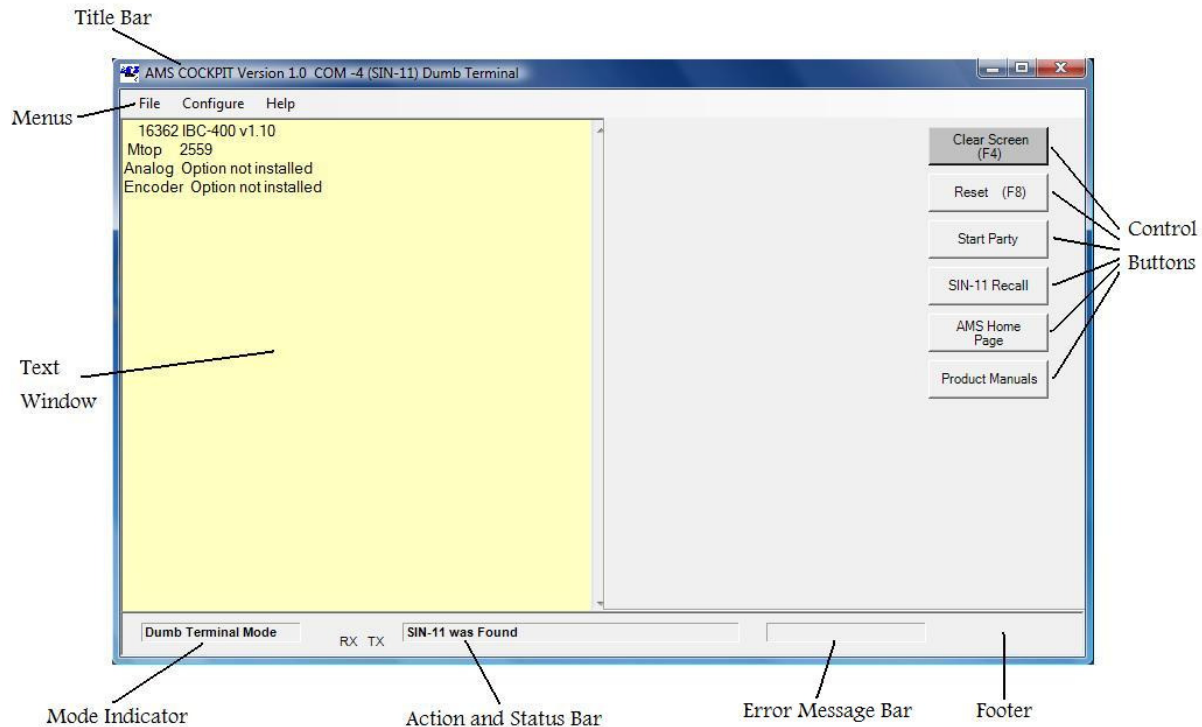 Title Bar
AMS COCKPIT Version 1.0 COM -4 (SIN-11) Dumb Terminal
Menus
File Configure Help
16362 IBC-400 v1.10
Mtop 2559
Analog Option not installed
Encoder Option not installed
Clear Screen
(F4)
Reset (F8)
Start Party
SIN-11 Recall
AMS Home
Page
Product Manuals
Control
Buttons
Text
Window
Dumb Terminal Mode
RX TX
SIN-11 was Found
Mode Indicator
Action and Status Bar
Error Message Bar
Footer